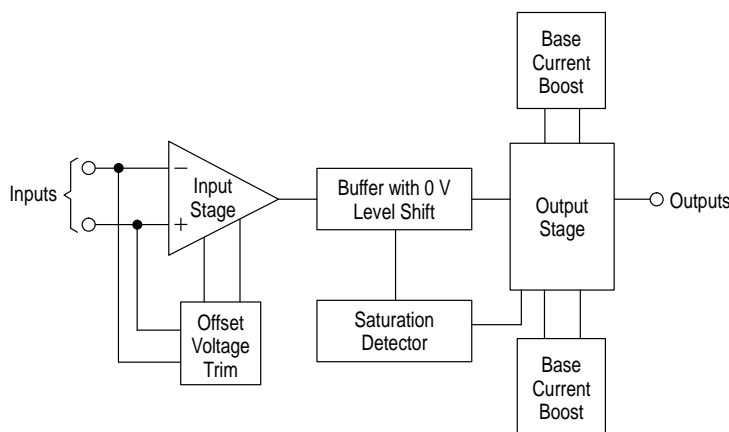 Base
Current
Boost
Inputs
−
+
Input
Stage
Buffer with 0 V
Level Shift
Output
Stage
Outputs
Offset
Voltage
Trim
Saturation
Detector
Base
Current
Boost